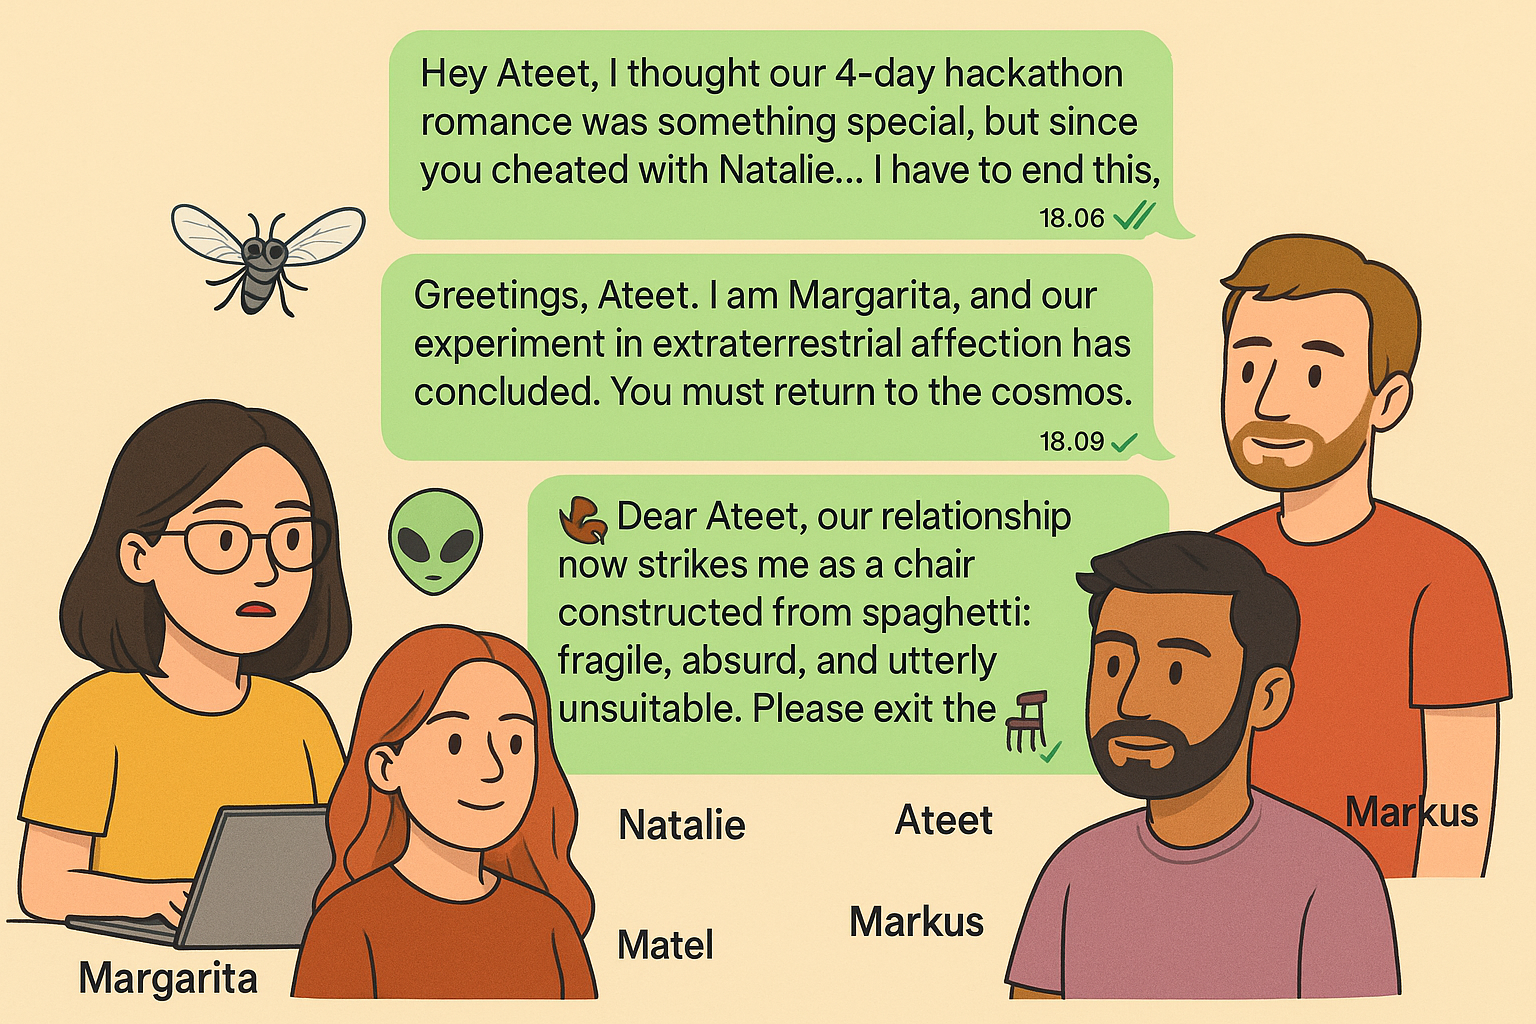 Hey Ateet, I thought our 4-day hackathon
romance was something special, but since
you cheated with Natalie... I have to end this,
18.06
Greetings, Ateet. I am Margarita, and our
experiment in extraterrestrial affection has
concluded. You must return to the cosmos.
18.09
Dear Ateet, our relationship
now strikes me as a chair
constructed from spaghetti:
fragile, absurd, and utterly
unsuitable. Please exit the
Natalie
Ateet
Markus
Markus
Matel
Margarita